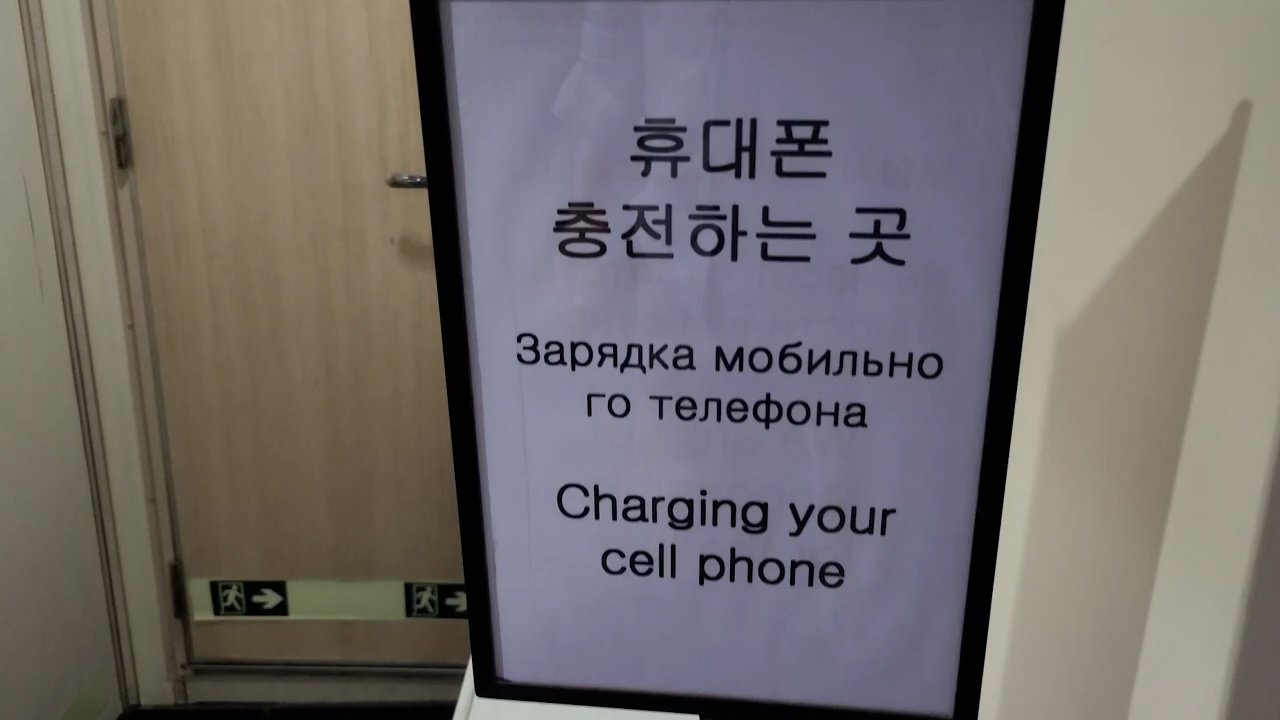 휴대폰
충전하는 곳
Зарядка мобильно
го телефона
Charging your
cell phone